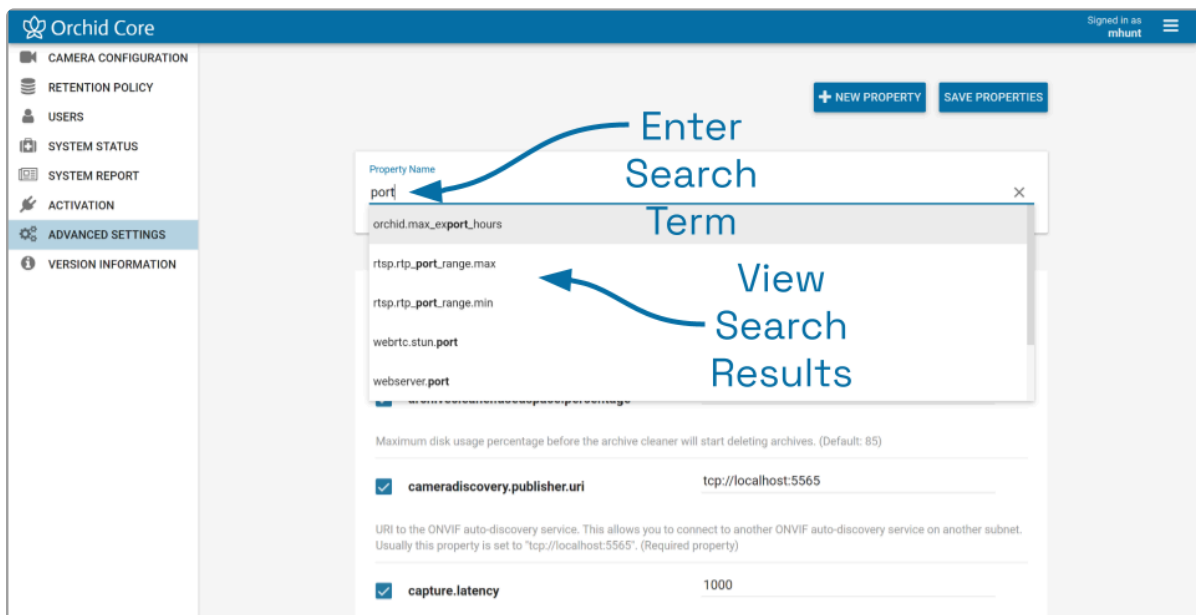 Orchid Core
Signed in as
mhunt
CAMERA CONFIGURATION
RETENTION POLICY
USERS
SYSTEM STATUS
SYSTEM REPORT
ACTIVATION
ADVANCED SETTINGS
VERSION INFORMATION
+ NEW PROPERTY
SAVE PROPERTIES
Enter
Search
Term
Property Name
port
orchid.max_export_hours
rtsp.rtp_port_range.max
rtsp.rtp_port_range.min
webrtc.stun.port
webserver.port
View
Search
Results
Maximum disk usage percentage before the archive cleaner will start deleting archives. (Default: 85)
cameradiscovery.publisher.uri
tcp://localhost:5565
URI to the ONVIF auto-discovery service. This allows you to connect to another ONVIF auto-discovery service on another subnet.
Usually this property is set to "tcp://localhost:5565". (Required property)
capture.latency
1000